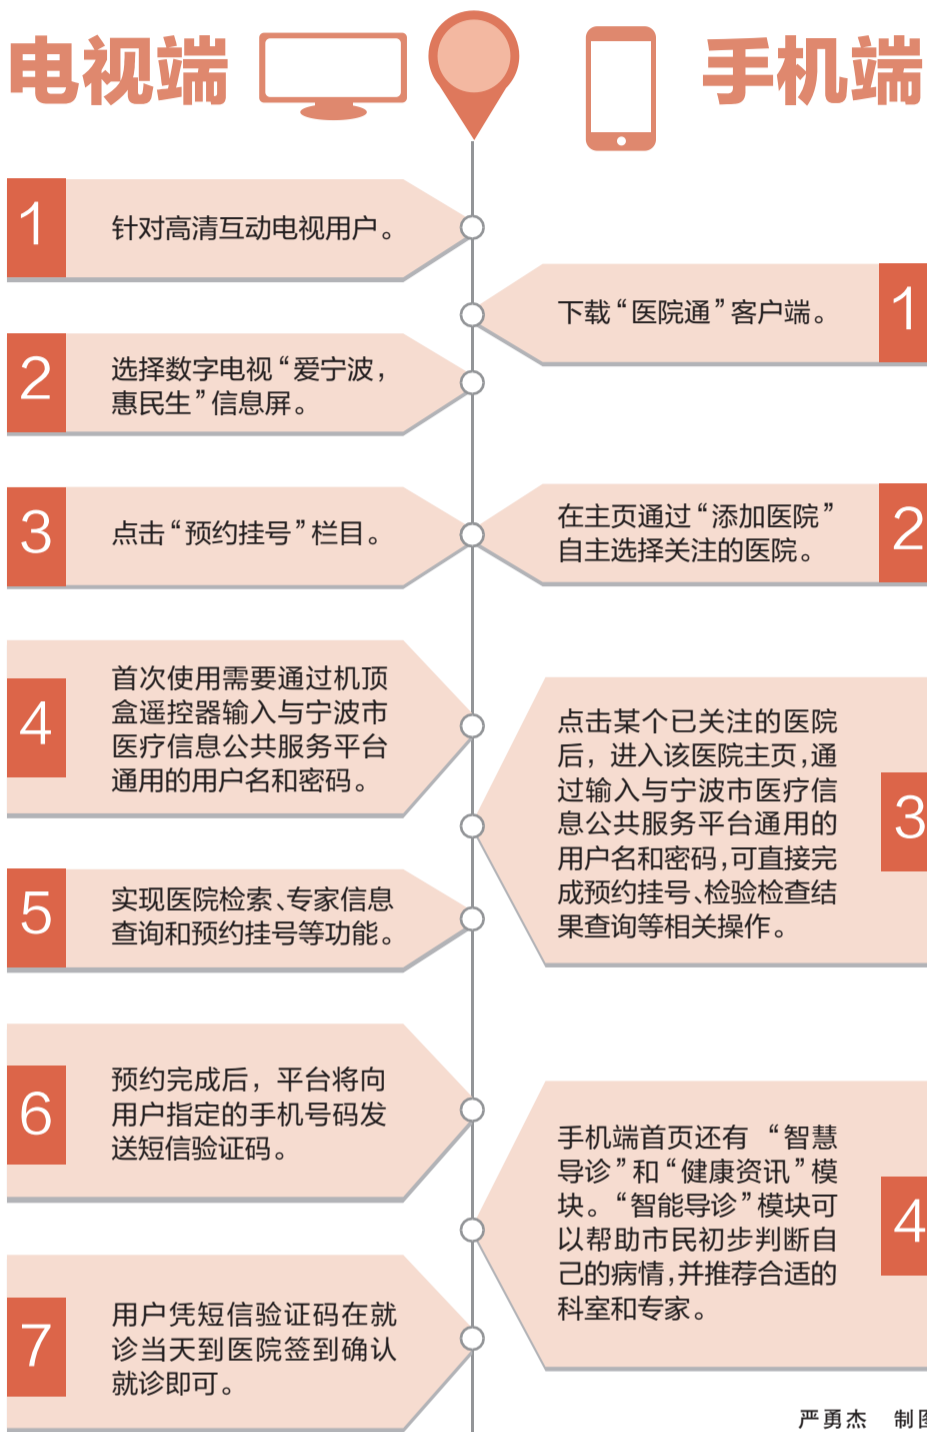 电视端
手机端
1
针对高清互动电视用户。
2
选择数字电视“爱宁波，
惠民生”信息屏。
3
点击“预约挂号”栏目。
4
首次使用需要通过机顶
盒遥控器输入与宁波市
医疗信息公共服务平台
通用的用户名和密码。
5
实现医院检索、专家信息
查询和预约挂号等功能。
6
预约完成后，平台将向
用户指定的手机号码发
送短信验证码。
7
用户凭短信验证码在就
诊当天到医院签到确认
就诊即可。
下载“医院通”客户端。
1
在主页通过“添加医院”
自主选择关注的医院。
2
点击某个已关注的医院
后，进入该医院主页，通
过输入与宁波市医疗信
息公共服务平台通用的
用户名和密码，可直接完
成预约挂号、检验检查结
果查询等相关操作。
3
手机端首页还有“智慧
导诊”和“健康资讯”模
块。“智能导诊”模块可
以帮助市民初步判断自
己的病情，并推荐合适的
科室和专家。
4
严勇杰 制图